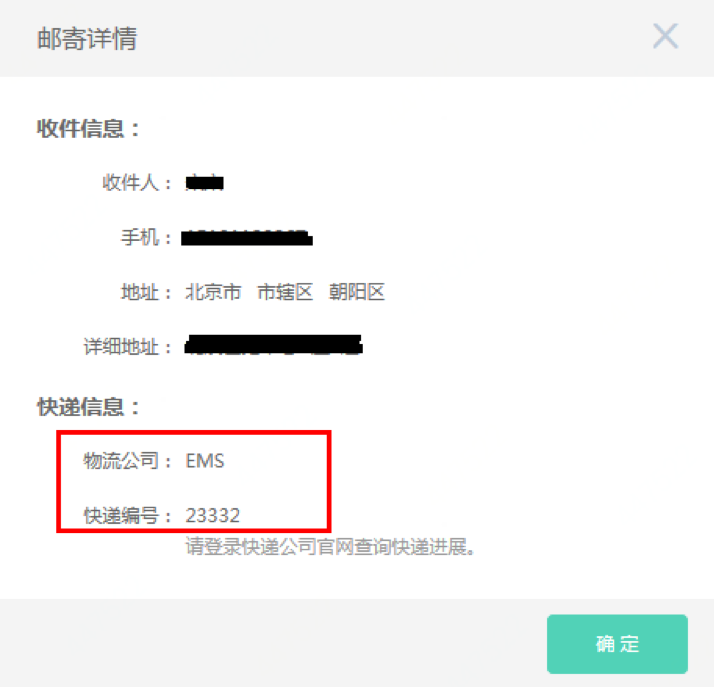 邮寄详情
收件信息：
收件人：
手机：
地址： 北京市 市辖区 朝阳区
详细地址：
快递信息：
物流公司： EMS
快递编号： 23332
请登录快递公司官网查询快递进展。
确定